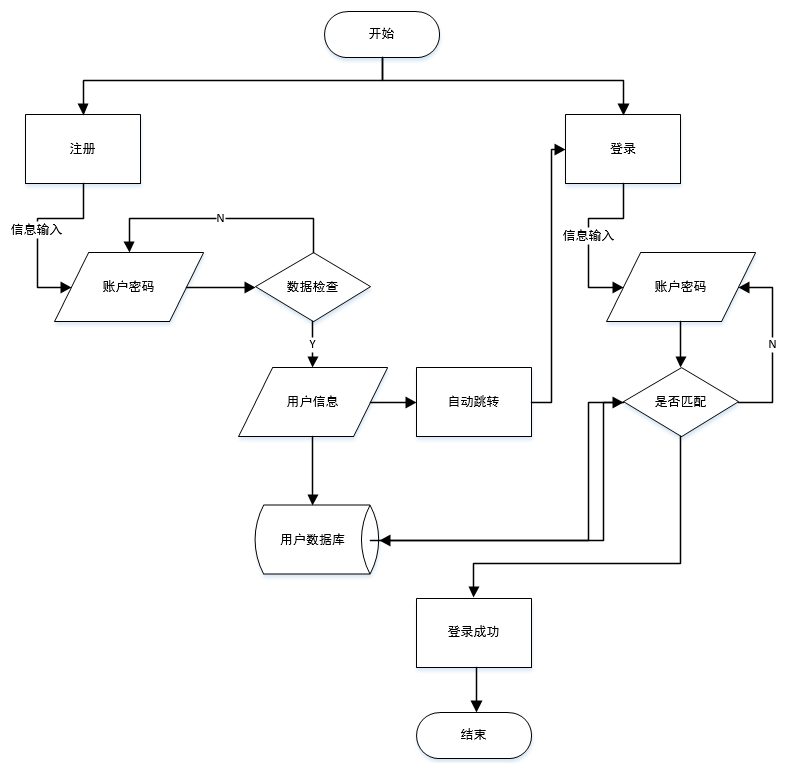 开始
注册
登录
信息输入
N
信息输入
账户密码
数据检查
账户密码
Y
N
用户信息
自动跳转
是否匹配
用户数据库
登录成功
结束